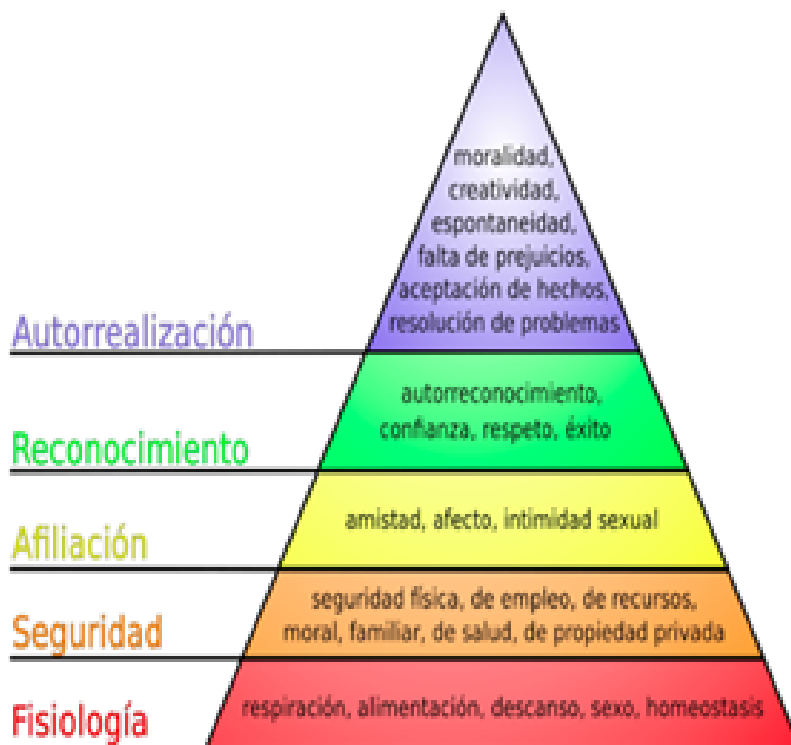 moralidad,
creatividad,
espontaneidad,
falta de prejuicios,
aceptación de hechos,
resolución de problemas
Autorrealización
autorreconocimiento,
confianza, respeto, éxito
Reconocimiento
amistad, afecto, intimidad sexual
Afiliación
seguridad física, de empleo, de recursos,
moral, familiar, de salud, de propiedad privada
Seguridad
respiración, alimentación, descanso, sexo, homeostasis
Fisiología